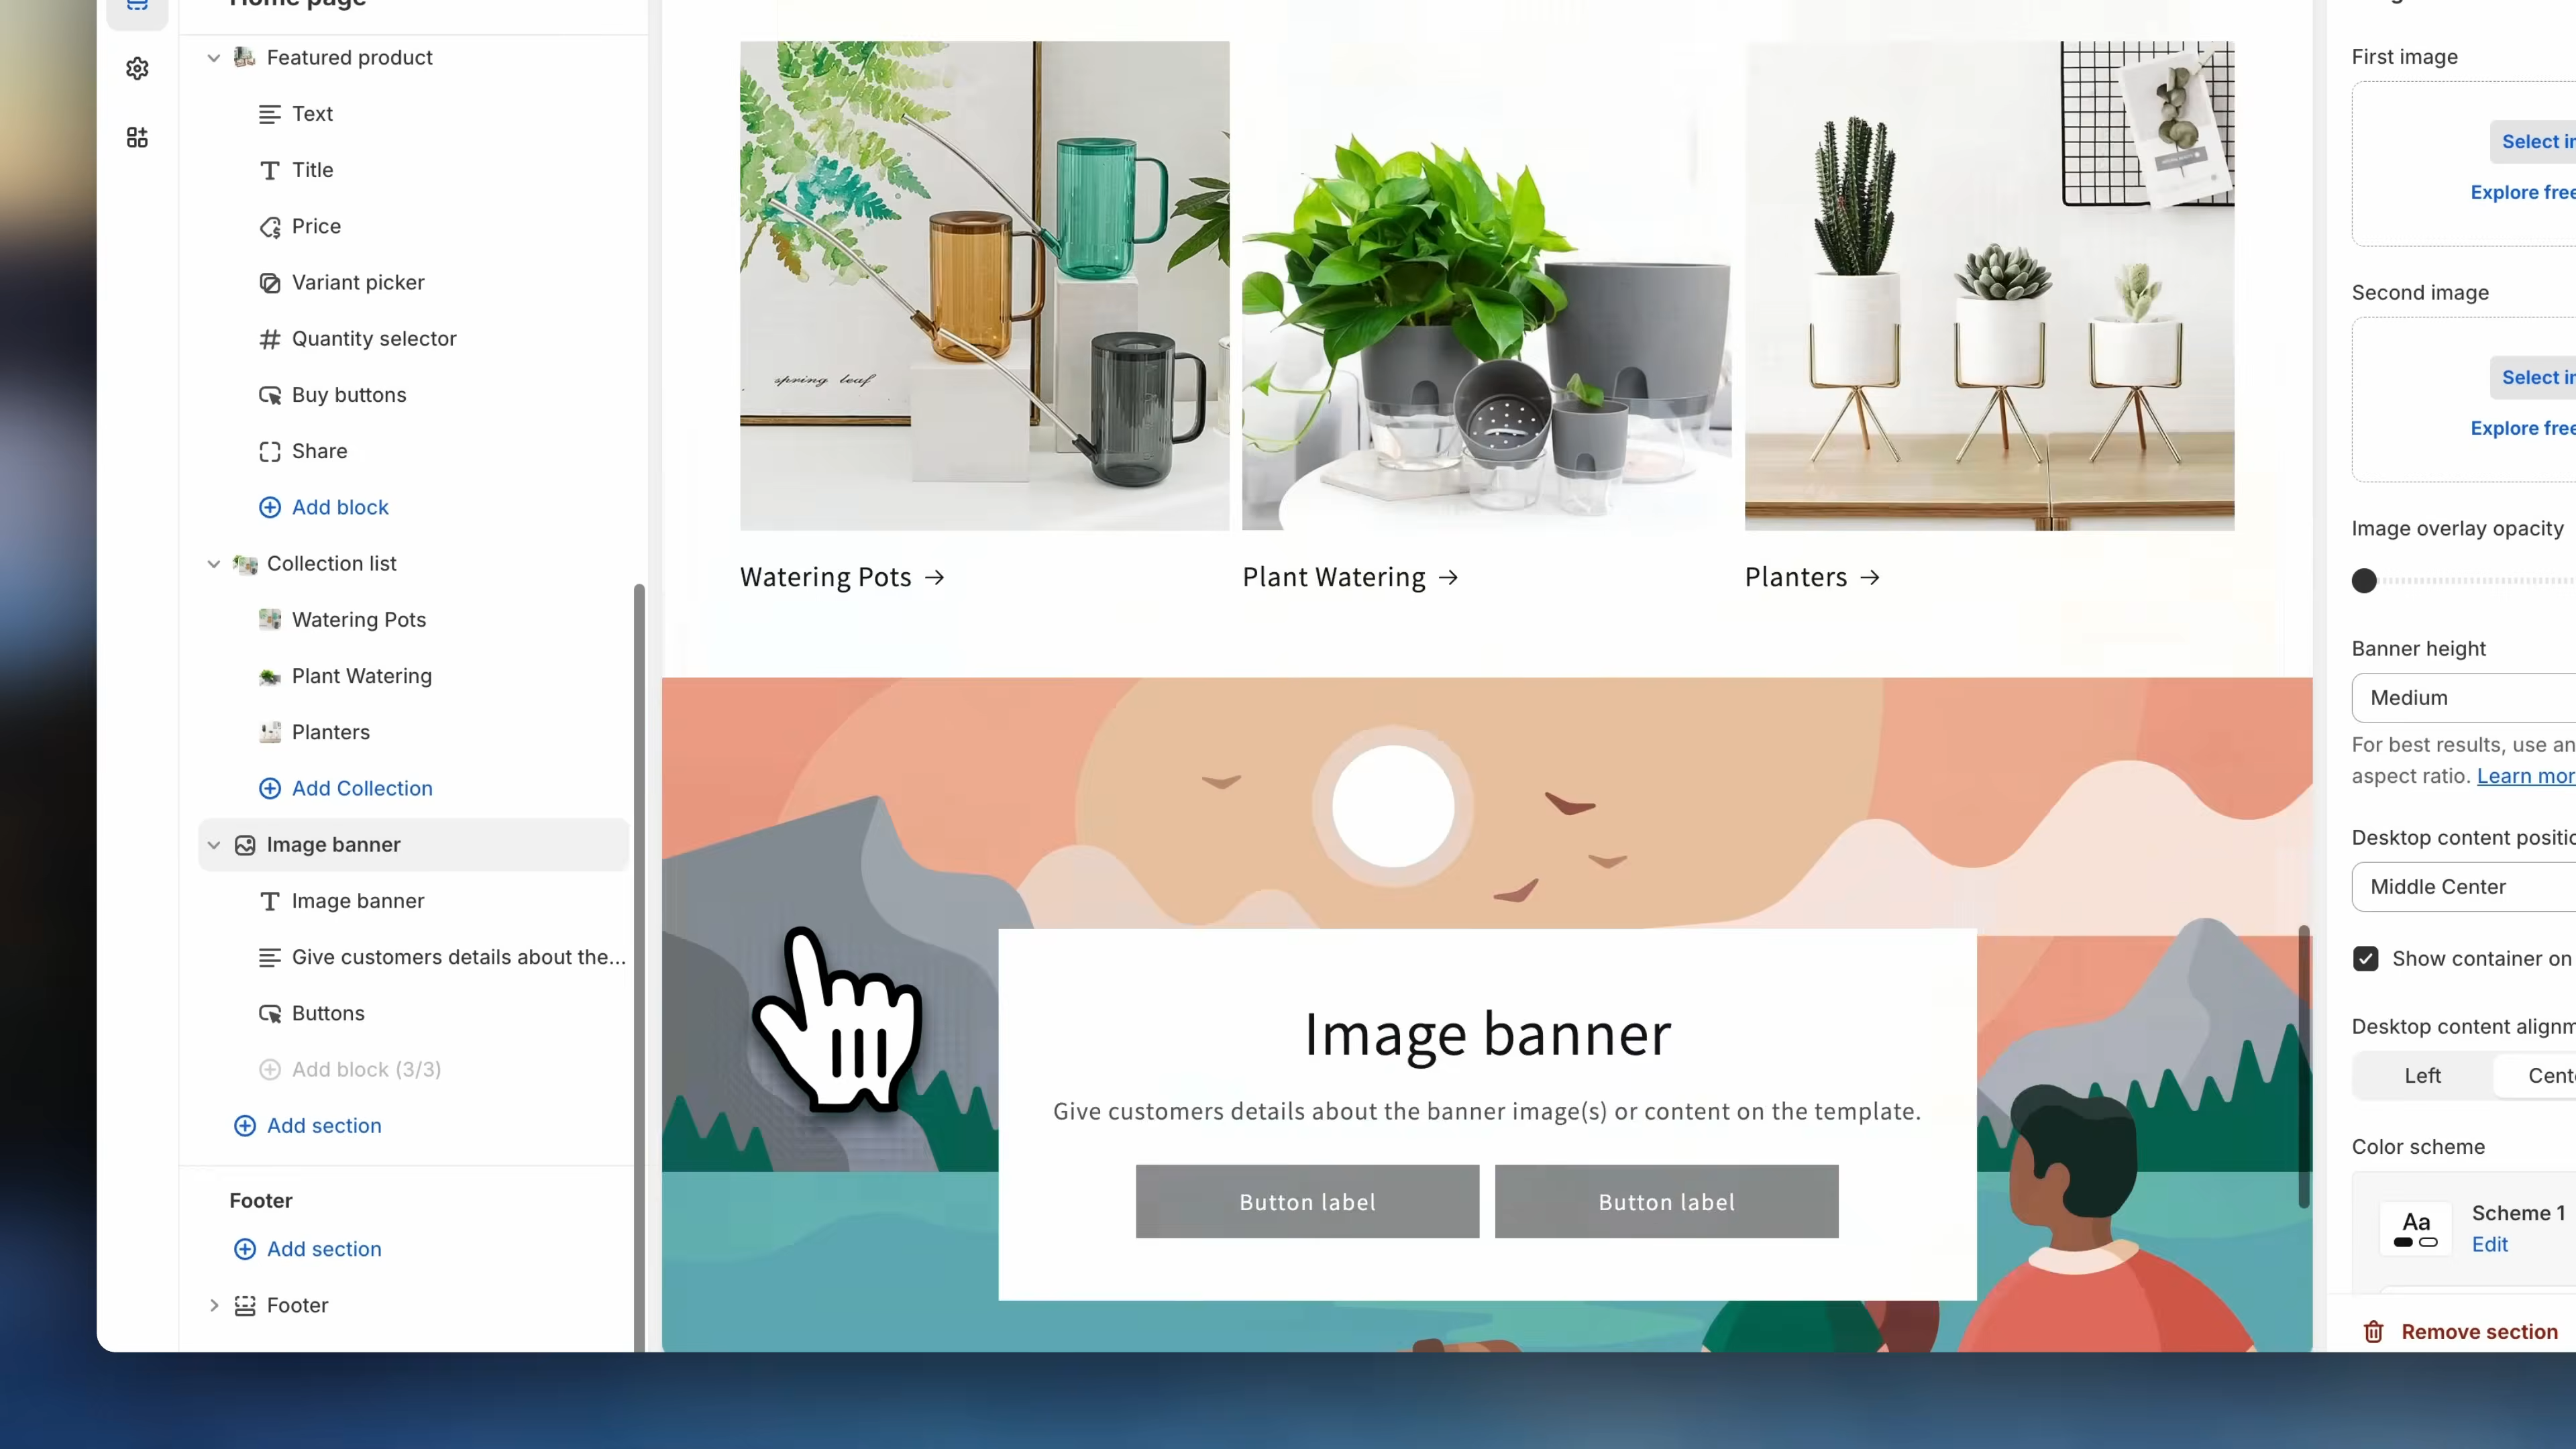 Home page
Featured product
Text
Title
Price
Variant picker
Quantity selector
Buy buttons
Share
Add block
Collection list
Watering Pots
Plant Watering
Planters
Add Collection
Image banner
Image banner
Give customers details about the...
Buttons
Add block (3/3)
Add section
Footer
Add section
Footer
spring leaf
Watering Pots →
Plant Watering →
Planters →
Image banner
Give customers details about the banner image(s) or content on the template.
Button label
Button label
First image
Select
Explore free
Second image
Select
Explore free
Image overlay opacity
Banner height
Medium
For best results, use an
aspect ratio. Learn mor
Desktop content positio
Middle Center
Show container on
Desktop content alignm
Left
Cent
Color scheme
Aa
Scheme 1
Edit
Remove section